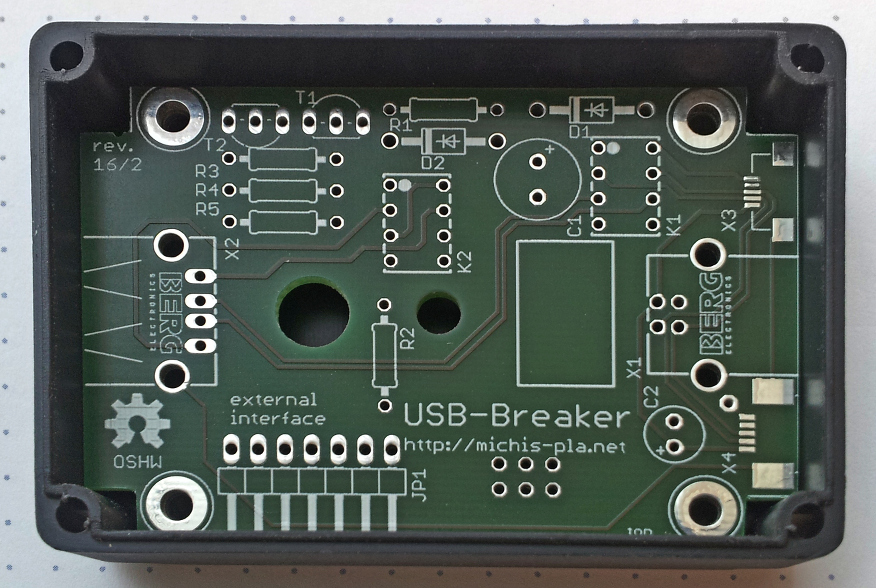 T1
R1
D1
T2
D2
rev.
16/2
R3
R4
R5
X2
K2
C1
K1
X3
BERG
ELECTRONICS
R2
X1
BERG
ELECTRONICS
C2
X4
external
interface
USB-Breaker
http://michis-pla.net
OSHW
JP1